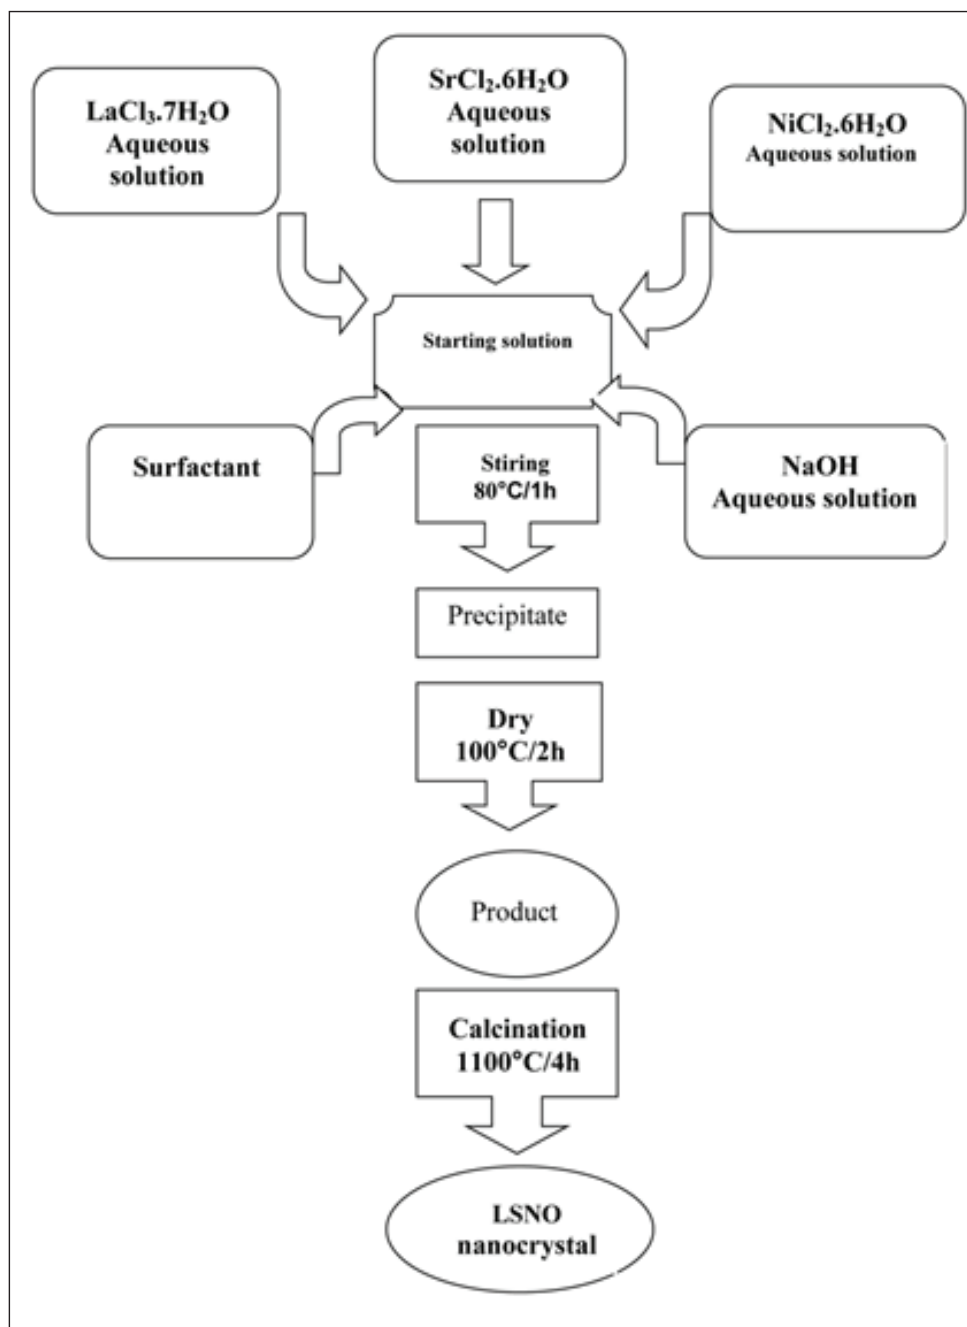 LaCl₃.7H₂O
Aqueous
solution
SrCl₂.6H₂O
Aqueous
solution
NiCl₂.6H₂O
Aqueous solution
Starting solution
Surfactant
Stiring
80°C/1h
NaOH
Aqueous solution
Precipitate
Dry
100°C/2h
Product
Calcination
1100°C/4h
LSNO
nanocrystal